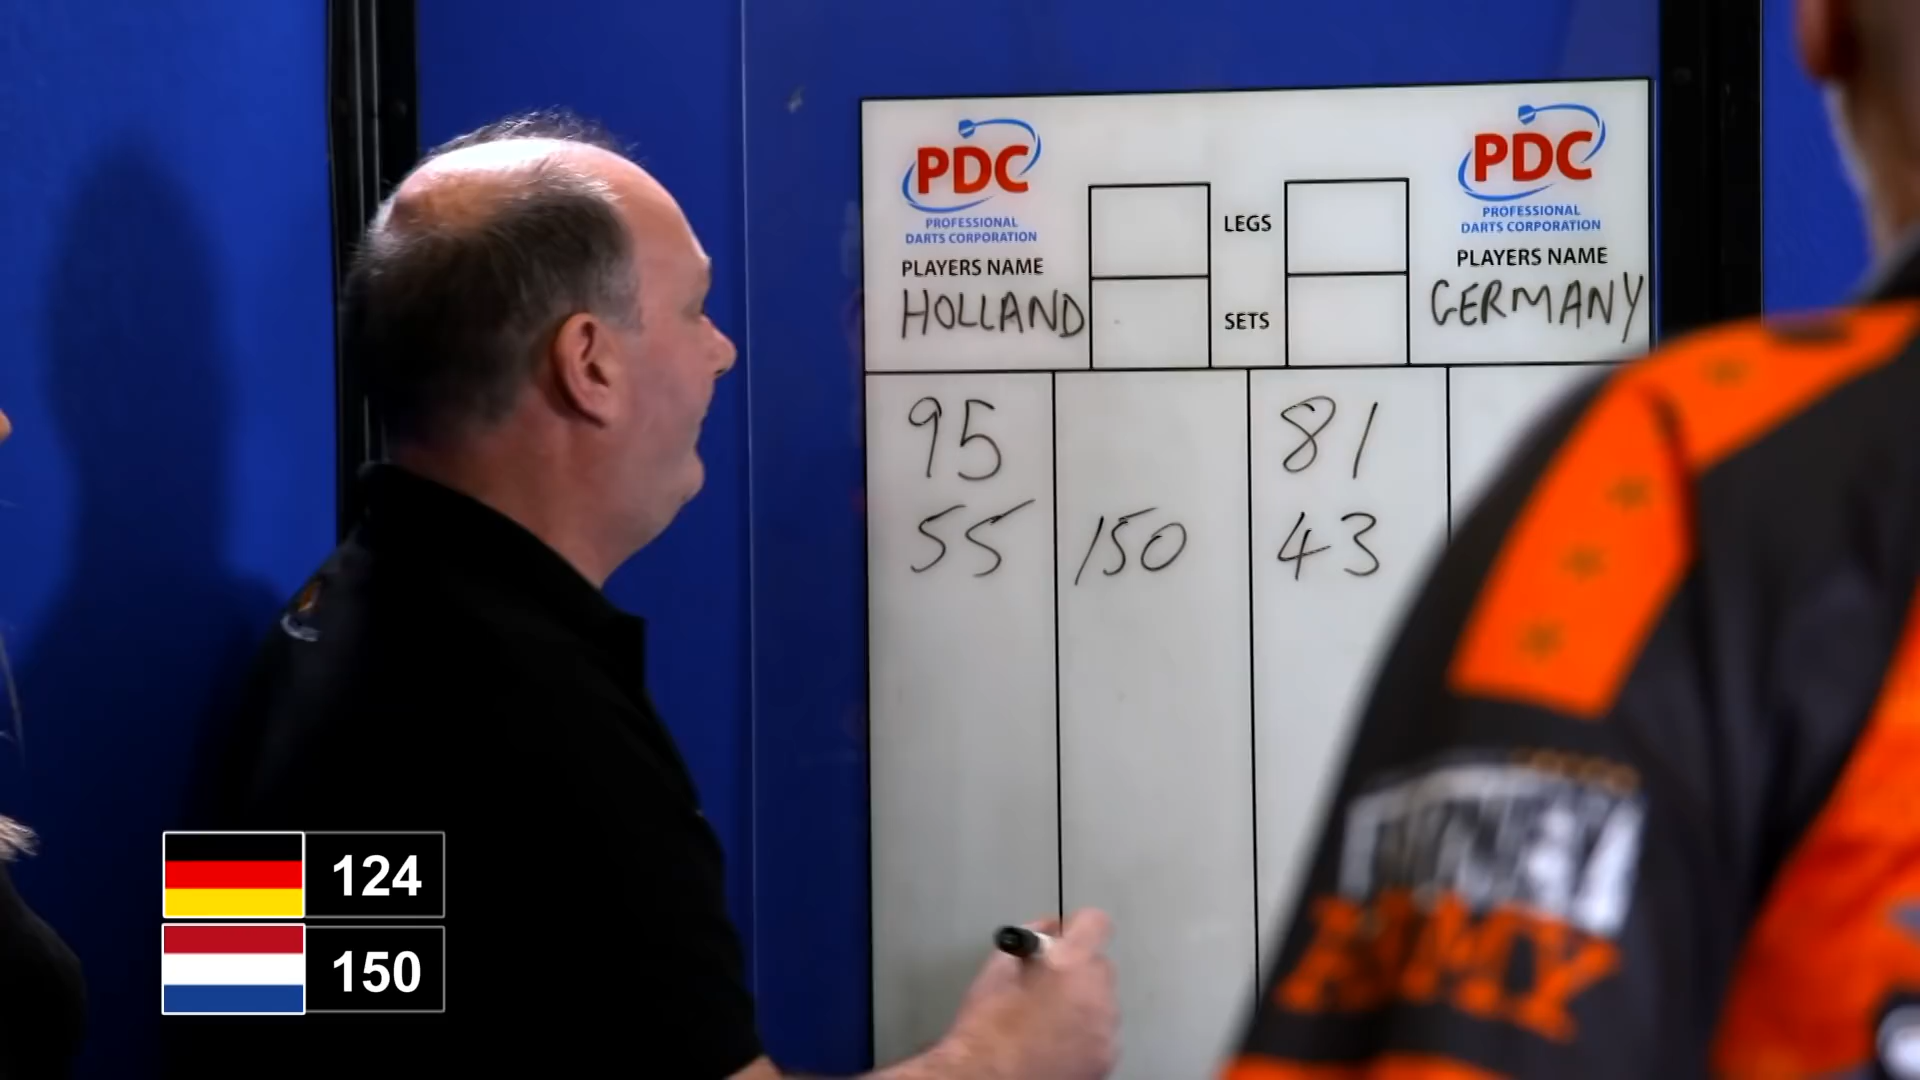 PDC
PROFESSIONAL
DARTS CORPORATION
PLAYERS NAME
HOLLAND
LEGS
SETS
PDC
PROFESSIONAL
DARTS CORPORATION
PLAYERS NAME
GERMANY
95 81
55 150 43
ARMY
124
150